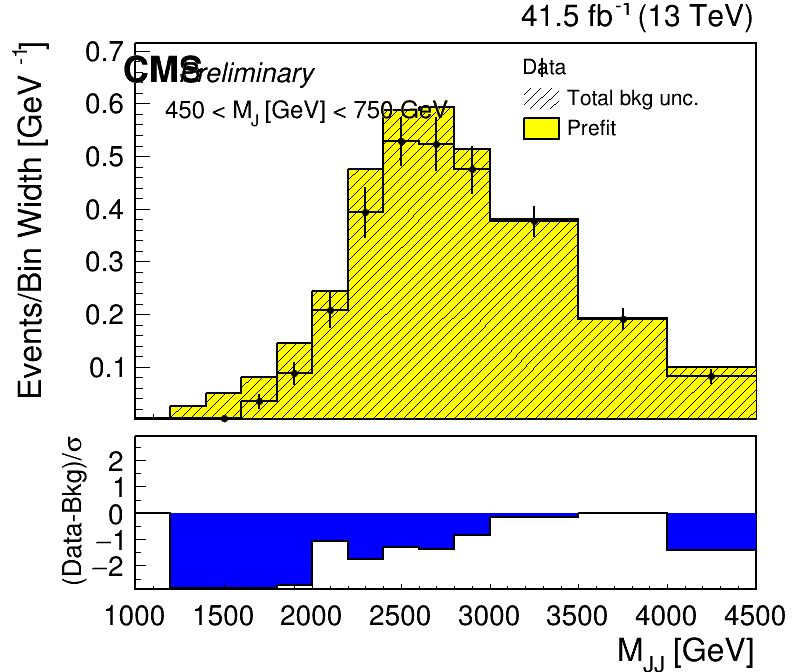 41.5 fb⁻¹ (13 TeV)
CMS Preliminary
450 < M_J [GeV] < 750 GeV
Data
Total bkg unc.
Prefit
Events/Bin Width [GeV⁻¹]
0.7
0.6
0.5
0.4
0.3
0.2
0.1
(Data-Bkg)/σ
2
1
0
−1
−2
1000 1500 2000 2500 3000 3500 4000 4500
M_JJ [GeV]